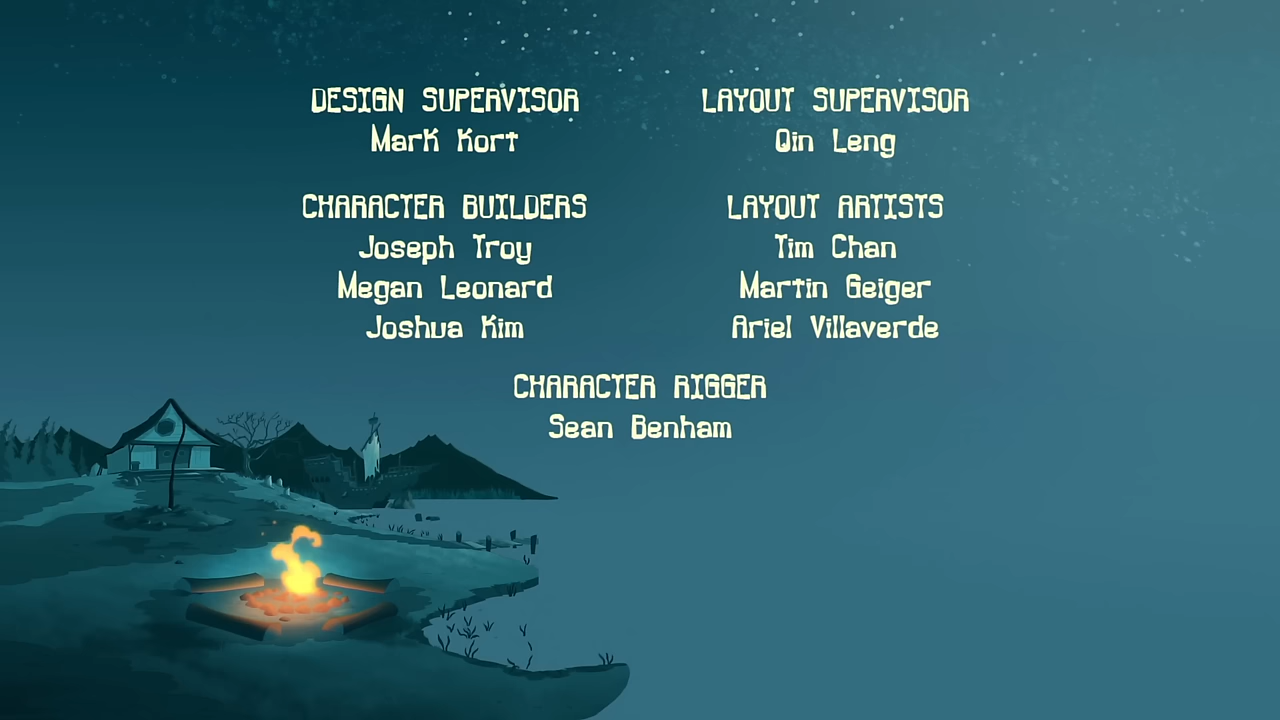 DESIGN SUPERVISOR
Mark Kort
LAYOUT SUPERVISOR
Qin Leng
CHARACTER BUILDERS
Joseph Troy
Megan Leonard
Joshua Kim
LAYOUT ARTISTS
Tim Chan
Martin Geiger
Ariel Villaverde
CHARACTER RIGGER
Sean Benham